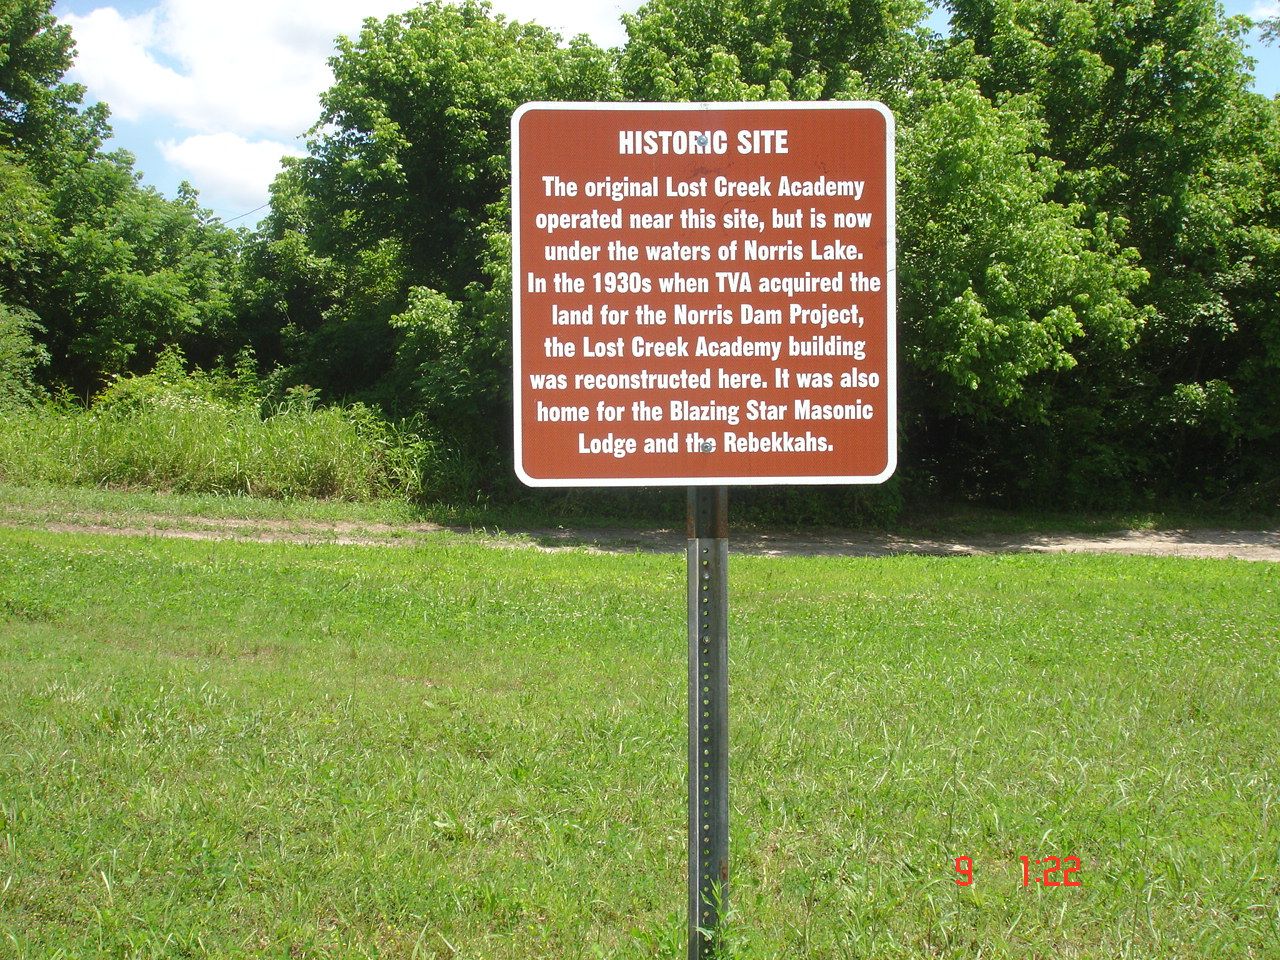 HISTORIC SITE
The original Lost Creek Academy
operated near this site, but is now
under the waters of Norris Lake.
In the 1930s when TVA acquired the
land for the Norris Dam Project,
the Lost Creek Academy building
was reconstructed here. It was also
home for the Blazing Star Masonic
Lodge and the Rebekkahs.
9 1:22